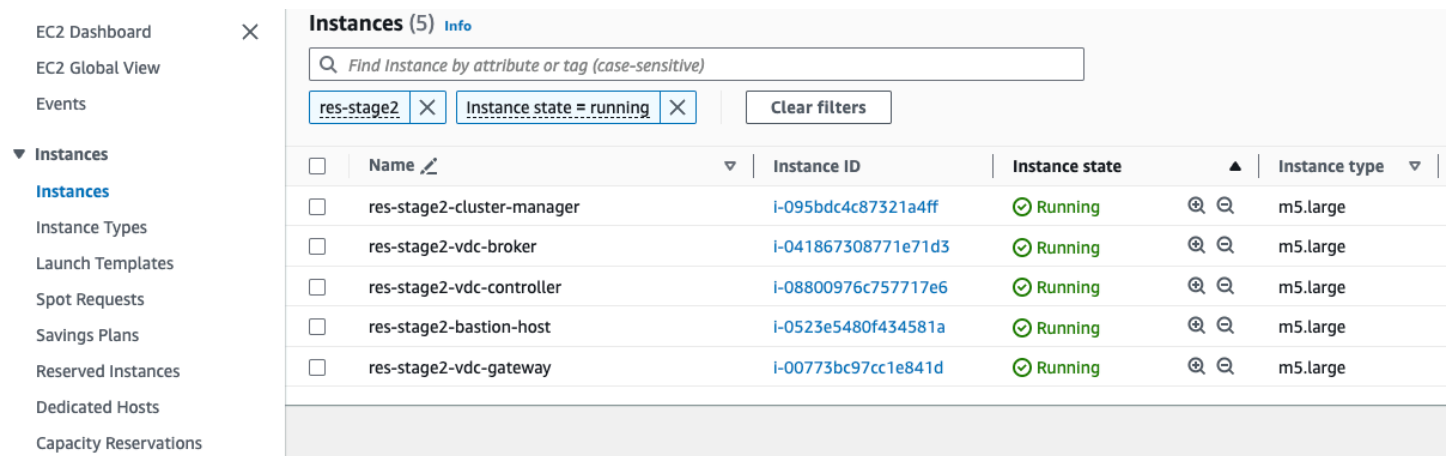 EC2 Dashboard
EC2 Global View
Events
Instances
Instances
Instance Types
Launch Templates
Spot Requests
Savings Plans
Reserved Instances
Dedicated Hosts
Capacity Reservations
Instances (5) Info
Find Instance by attribute or tag (case-sensitive)
res-stage2 Instance state = running Clear filters
Name Instance ID Instance state Instance type
res-stage2-cluster-manager i-095bdc4c87321a4ff Running m5.large
res-stage2-vdc-broker i-041867308771e71d3 Running m5.large
res-stage2-vdc-controller i-08800976c757717e6 Running m5.large
res-stage2-bastion-host i-0523e5480f434581a Running m5.large
res-stage2-vdc-gateway i-00773bc97cc1e841d Running m5.large